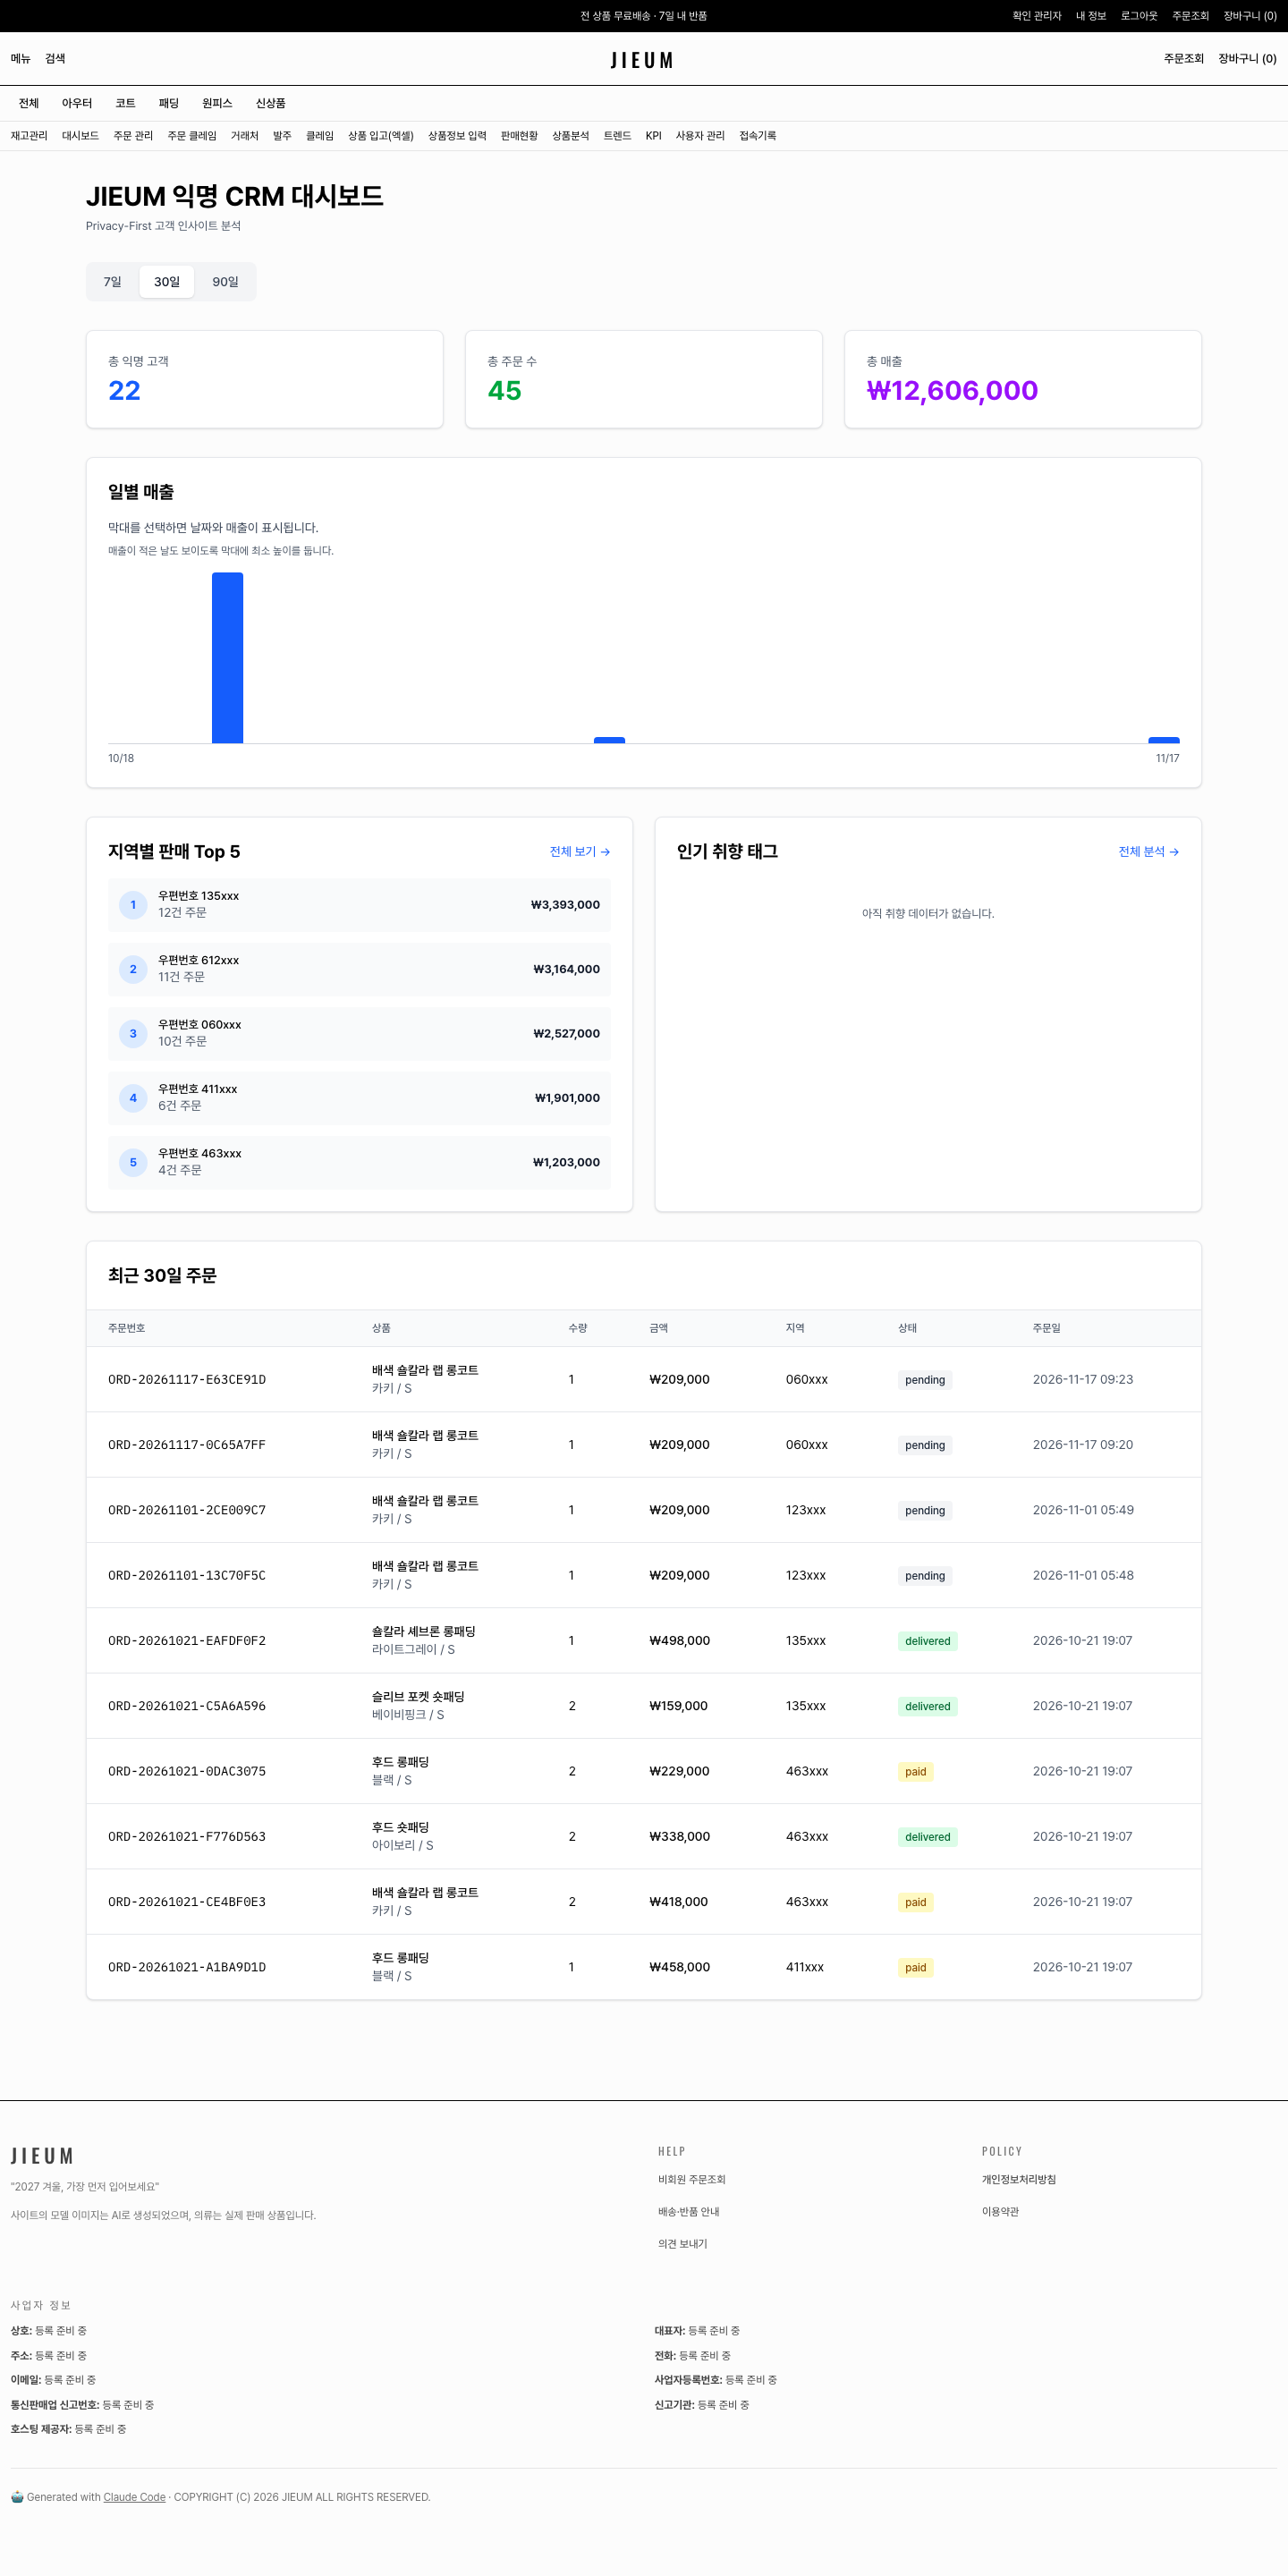 전 상품 무료배송 · 7일 내 반품
확인 관리자 내 정보 로그아웃 주문조회 장바구니 (0)
메뉴 검색
JIEUM
주문조회 장바구니 (0)
전체 아우터 코트 패딩 원피스 신상품
재고관리 대시보드 주문 관리 주문 클레임 거래처 발주 클레임 상품 입고(엑셀) 상품정보 입력 판매현황 상품분석 트렌드 KPI 사용자 관리 접속기록
JIEUM 익명 CRM 대시보드
Privacy-First 고객 인사이트 분석
7일 30일 90일
총 익명 고객
22
총 주문 수
45
총 매출
₩12,606,000
일별 매출
막대를 선택하면 날짜와 매출이 표시됩니다.
매출이 적은 날도 보이도록 막대에 최소 높이를 둡니다.
10/18 11/17
지역별 판매 Top 5
전체 보기 →
1 우편번호 135xxx
12건 주문
₩3,393,000
2 우편번호 612xxx
11건 주문
₩3,164,000
3 우편번호 060xxx
10건 주문
₩2,527,000
4 우편번호 411xxx
6건 주문
₩1,901,000
5 우편번호 463xxx
4건 주문
₩1,203,000
인기 취향 태그
전체 분석 →
아직 취향 데이터가 없습니다.
최근 30일 주문
주문번호 상품 수량 금액 지역 상태 주문일
ORD-20261117-E63CE91D 배색 숄칼라 랩 롱코트 1 ₩209,000 060xxx pending 2026-11-17 09:23
카키 / S
ORD-20261117-0C65A7FF 배색 숄칼라 랩 롱코트 1 ₩209,000 060xxx pending 2026-11-17 09:20
카키 / S
ORD-20261101-2CE009C7 배색 숄칼라 랩 롱코트 1 ₩209,000 123xxx pending 2026-11-01 05:49
카키 / S
ORD-20261101-13C70F5C 배색 숄칼라 랩 롱코트 1 ₩209,000 123xxx pending 2026-11-01 05:48
카키 / S
ORD-20261021-EAFDF0F2 숄칼라 셰브론 롱패딩 1 ₩498,000 135xxx delivered 2026-10-21 19:07
라이트그레이 / S
ORD-20261021-C5A6A596 슬리브 포켓 숏패딩 2 ₩159,000 135xxx delivered 2026-10-21 19:07
베이비핑크 / S
ORD-20261021-0DAC3075 후드 롱패딩 2 ₩229,000 463xxx paid 2026-10-21 19:07
블랙 / S
ORD-20261021-F776D563 후드 숏패딩 2 ₩338,000 463xxx delivered 2026-10-21 19:07
아이보리 / S
ORD-20261021-CE4BF0E3 배색 숄칼라 랩 롱코트 2 ₩418,000 463xxx paid 2026-10-21 19:07
카키 / S
ORD-20261021-A1BA9D1D 후드 롱패딩 1 ₩458,000 411xxx paid 2026-10-21 19:07
블랙 / S
JIEUM
"2027 겨울, 가장 먼저 입어보세요"
사이트의 모델 이미지는 AI로 생성되었으며, 의류는 실제 판매 상품입니다.
HELP
비회원 주문조회
배송·반품 안내
의견 보내기
POLICY
개인정보처리방침
이용약관
사업자 정보
상호: 등록 준비 중
대표자: 등록 준비 중
주소: 등록 준비 중
전화: 등록 준비 중
이메일: 등록 준비 중
사업자등록번호: 등록 준비 중
통신판매업 신고번호: 등록 준비 중
신고기관: 등록 준비 중
호스팅 제공자: 등록 준비 중
🤖 Generated with Claude Code · COPYRIGHT (C) 2026 JIEUM ALL RIGHTS RESERVED.